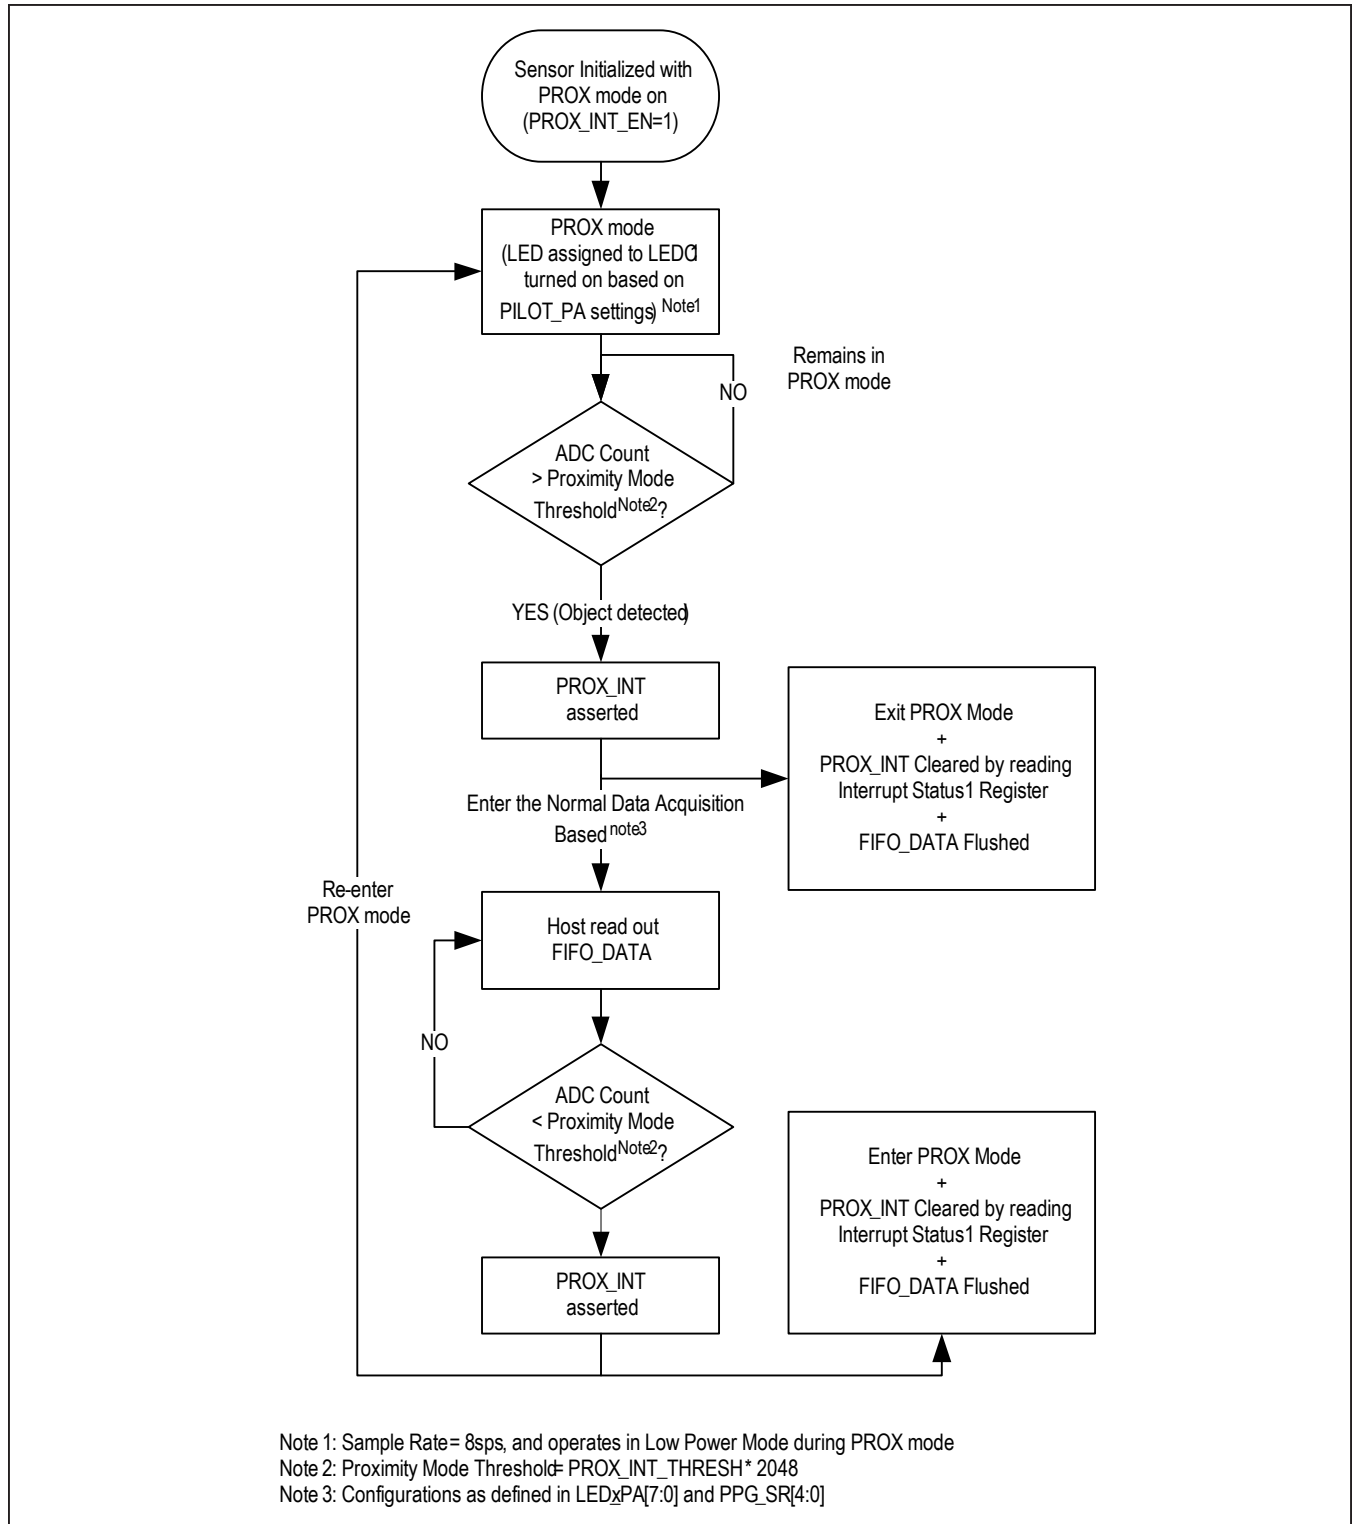 Sensor Initialized with
PROX mode on
(PROX_INT_EN=1)
PROX mode
(LED assigned to LEDC1
turned on based on
PILOT_PA settings) Note1
Remains in
PROX mode
NO
ADC Count
> Proximity Mode
Threshold Note2?
YES (Object detected)
PROX_INT
asserted
Exit PROX Mode
+
PROX_INT Cleared by reading
Interrupt Status1 Register
+
FIFO_DATA Flushed
Enter the Normal Data Acquisition
Based note3
Re-enter
PROX mode
Host read out
FIFO_DATA
NO
ADC Count
< Proximity Mode
Threshold Note2?
Enter PROX Mode
+
PROX_INT Cleared by reading
Interrupt Status1 Register
+
FIFO_DATA Flushed
PROX_INT
asserted
Note 1: Sample Rate = 8sps, and operates in Low Power Mode during PROX mode
Note 2: Proximity Mode Threshold = PROX_INT_THRESH * 2048
Note 3: Configurations as defined in LEDxPA[7:0] and PPG_SR[4:0]